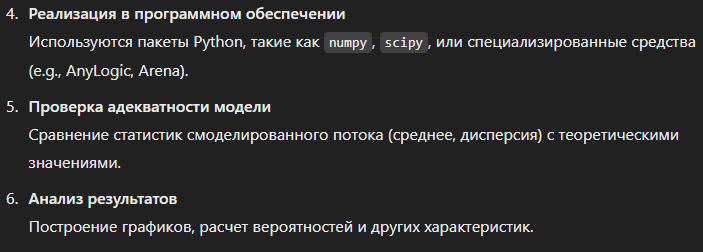 4. Реализация в программном обеспечении
Используются пакеты Python, такие как numpy, scipy, или специализированные средства
(e.g., AnyLogic, Arena).
5. Проверка адекватности модели
Сравнение статистик смоделированного потока (среднее, дисперсия) с теоретическими
значениями.
6. Анализ результатов
Построение графиков, расчет вероятностей и других характеристик.